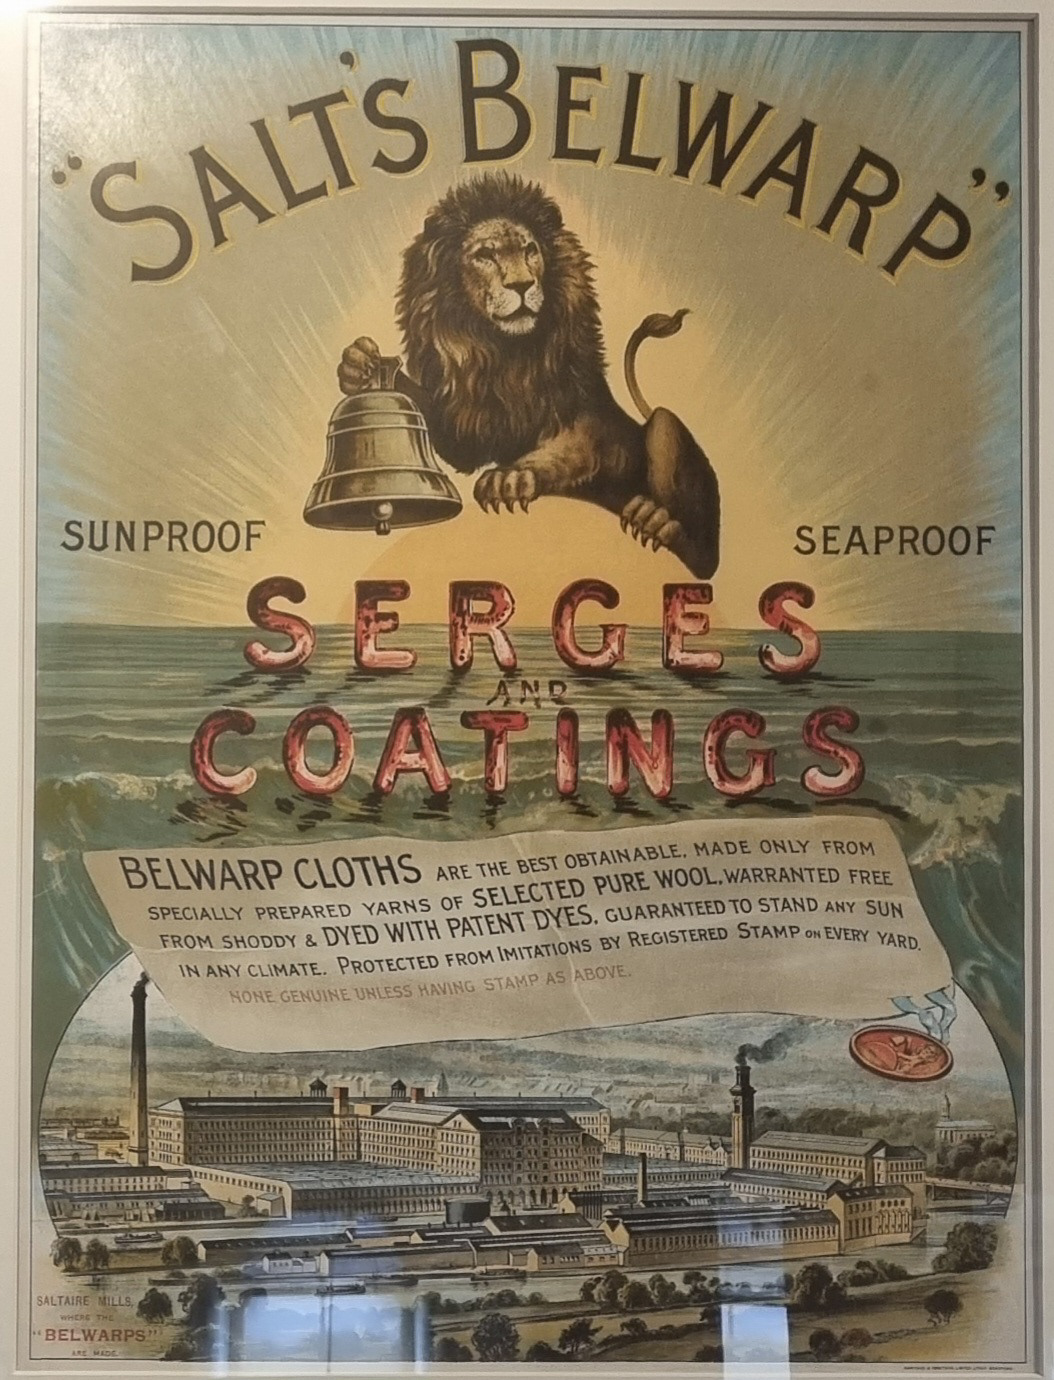 "SALT'S BELWARP"
SUNPROOF
SEAPROOF
SERGES
AND
COATINGS
BELWARP CLOTHS ARE THE BEST OBTAINABLE, MADE ONLY FROM
SPECIALLY PREPARED YARNS OF SELECTED PURE WOOL, WARRANTED FREE
FROM SHODDY & DYED WITH PATENT DYES. GUARANTEED TO STAND ANY SUN
IN ANY CLIMATE. PROTECTED FROM IMITATIONS BY REGISTERED STAMP ON EVERY YARD.
NONE GENUINE UNLESS HAVING STAMP AS ABOVE.
SALTAIRE MILLS,
WHERE THE
"BELWARPS"
ARE MADE.